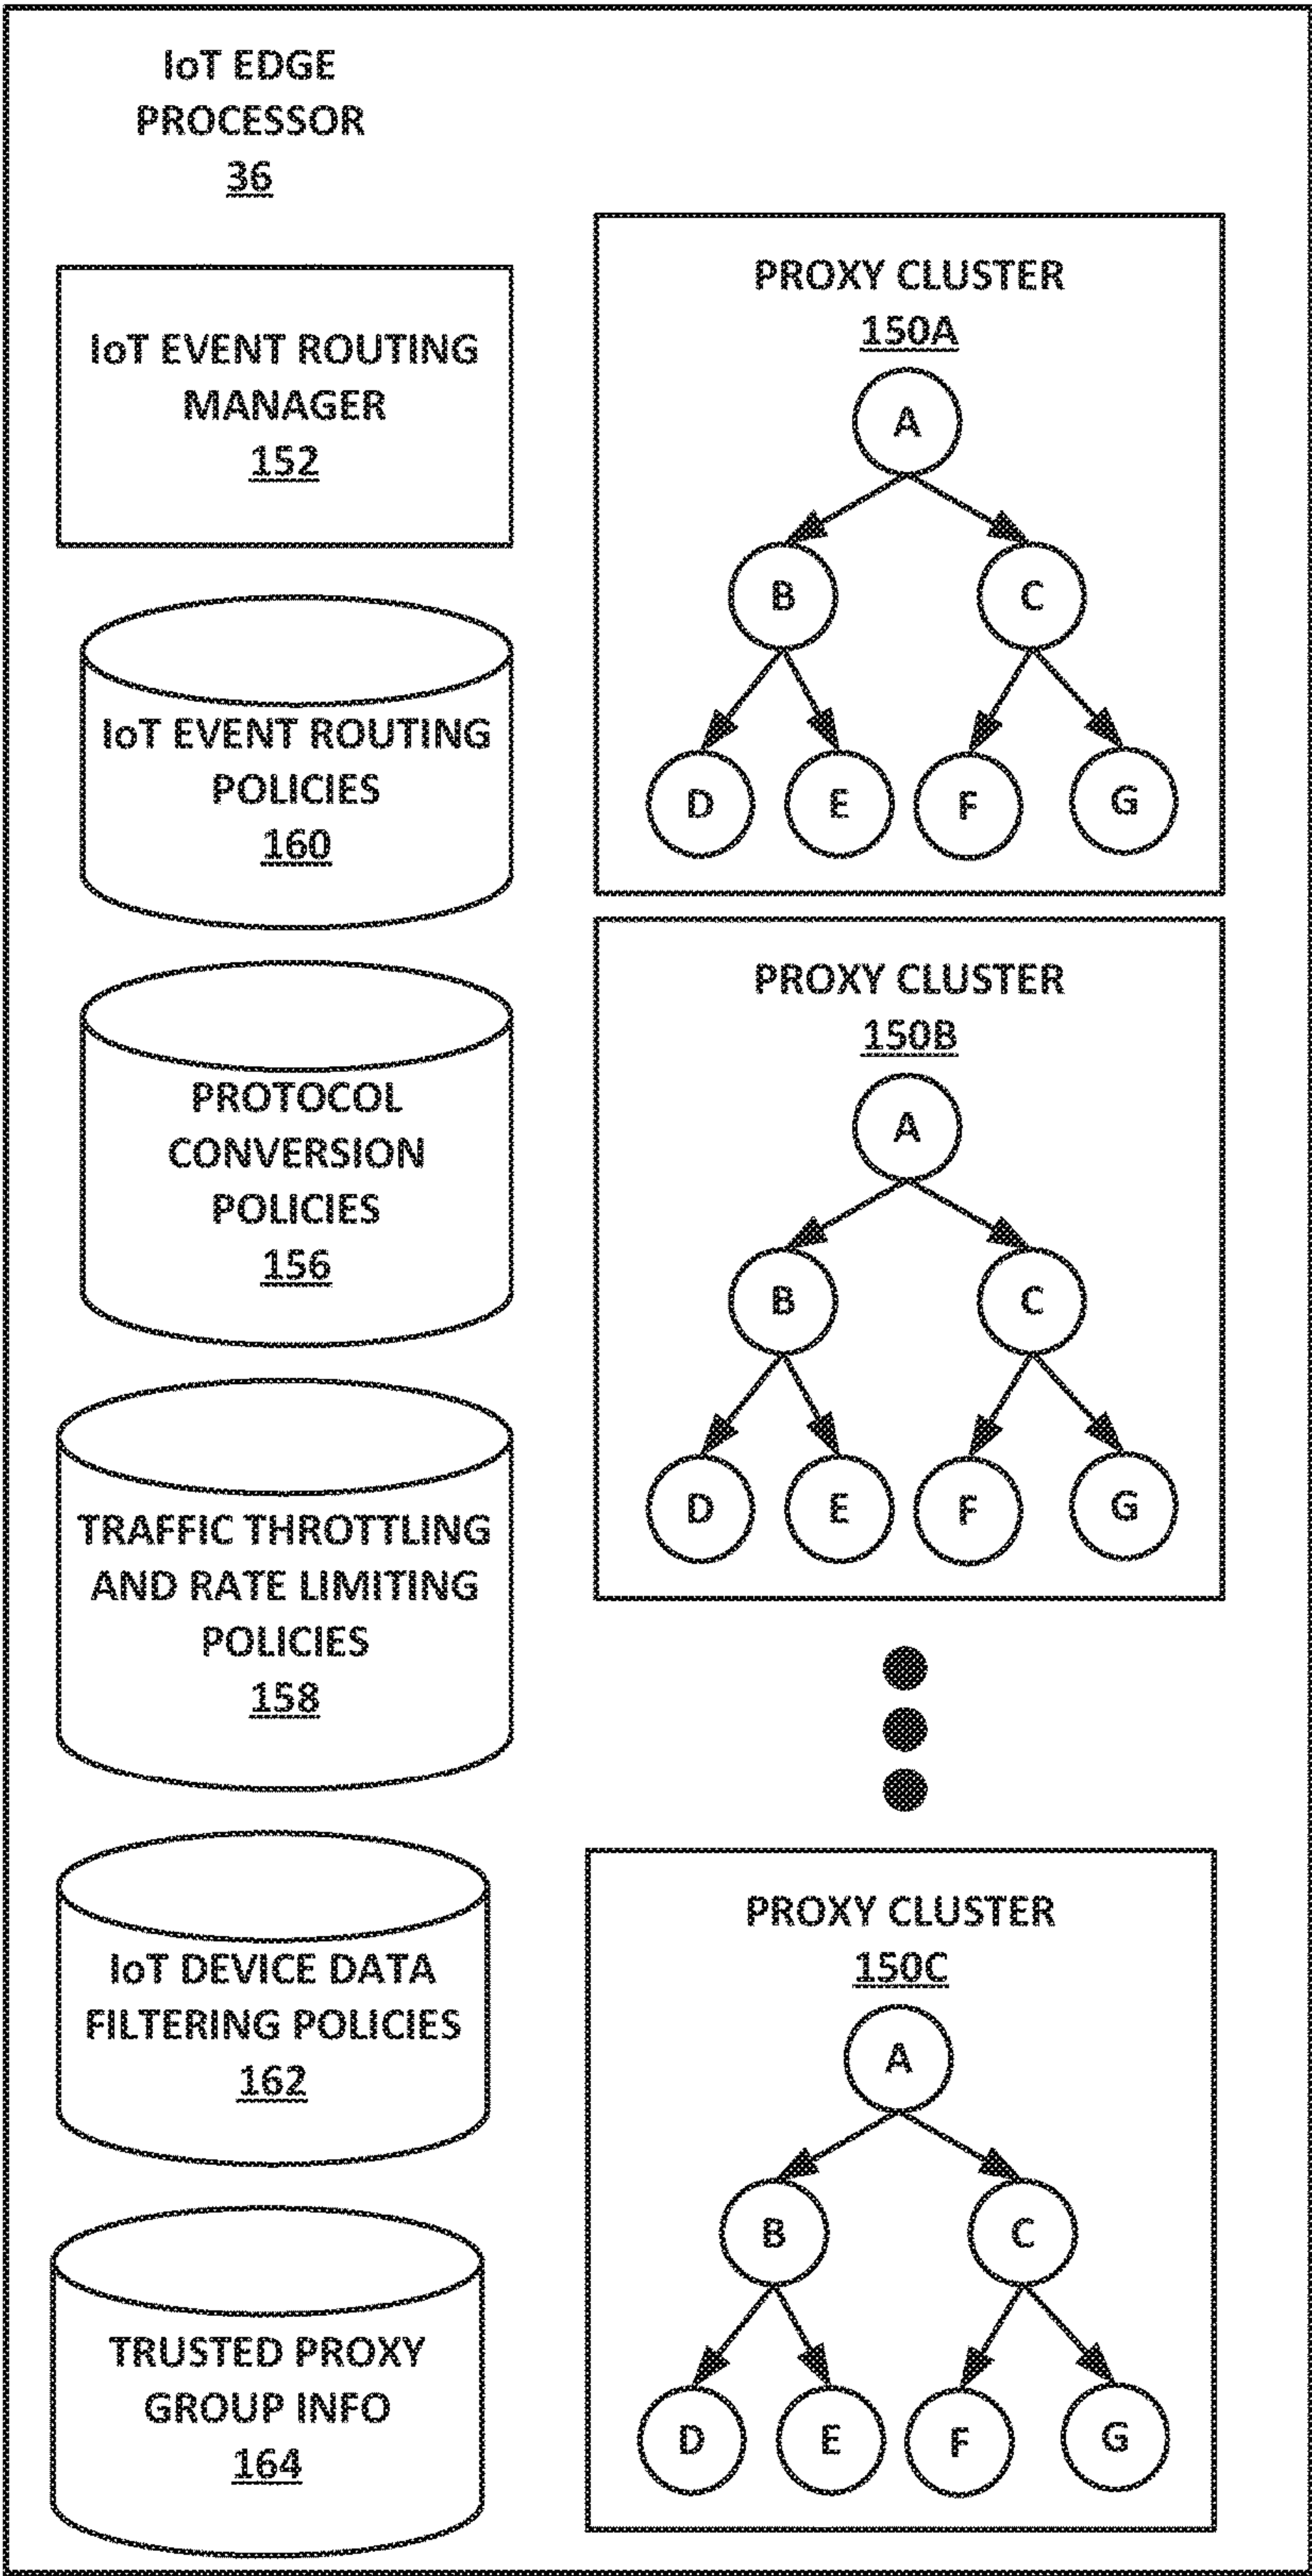 IoT EDGE
PROCESSOR
36
IoT EVENT ROUTING
MANAGER
152
IoT EVENT ROUTING
POLICIES
160
PROTOCOL
CONVERSION
POLICIES
156
TRAFFIC THROTTLING
AND RATE LIMITING
POLICIES
158
IoT DEVICE DATA
FILTERING POLICIES
162
TRUSTED PROXY
GROUP INFO
164
PROXY CLUSTER
150A
A
B C
D E F G
PROXY CLUSTER
150B
A
B C
D E F G
PROXY CLUSTER
150C
A
B C
D E F G